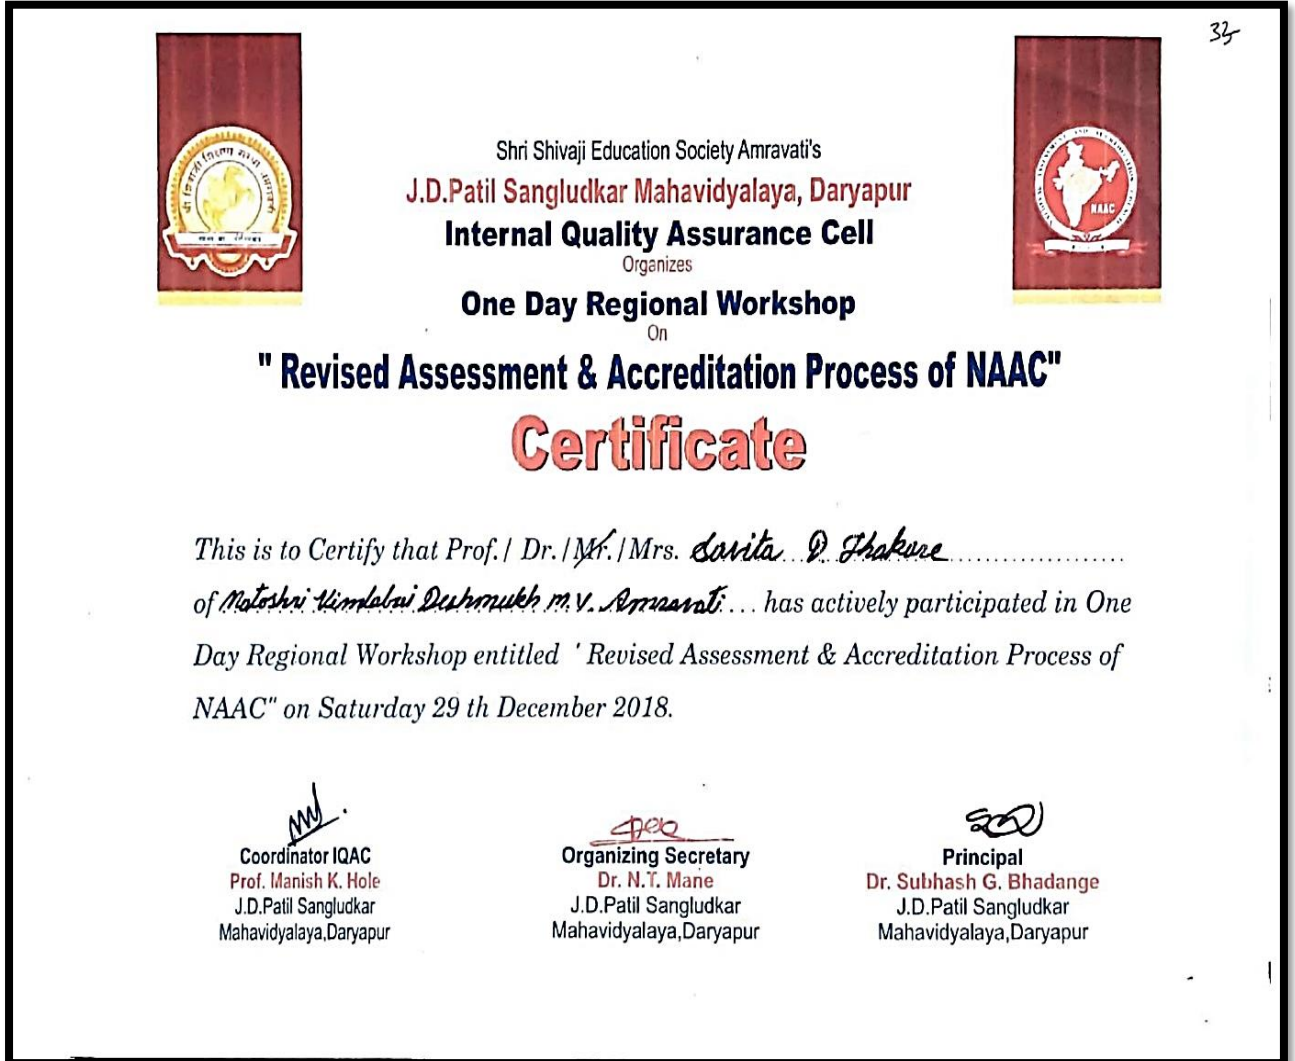 35
श्री शिवाजी शिक्षण संस्था अमरावती
NAAC
Shri Shivaji Education Society Amravati's
J.D.Patil Sangludkar Mahavidyalaya, Daryapur
Internal Quality Assurance Cell
Organizes
One Day Regional Workshop
On
" Revised Assessment & Accreditation Process of NAAC"
Certificate
This is to Certify that Prof./ Dr./Mr./Mrs. Savita D Thakare
of Matoshri Vimlabai Deshmukh M.V. Amravati... has actively participated in One
Day Regional Workshop entitled ' Revised Assessment & Accreditation Process of
NAAC" on Saturday 29 th December 2018.
Coordinator IQAC
Prof. Manish K. Hole
J.D.Patil Sangludkar
Mahavidyalaya,Daryapur
Organizing Secretary
Dr. N.T. Mane
J.D.Patil Sangludkar
Mahavidyalaya,Daryapur
Principal
Dr. Subhash G. Bhadange
J.D.Patil Sangludkar
Mahavidyalaya,Daryapur